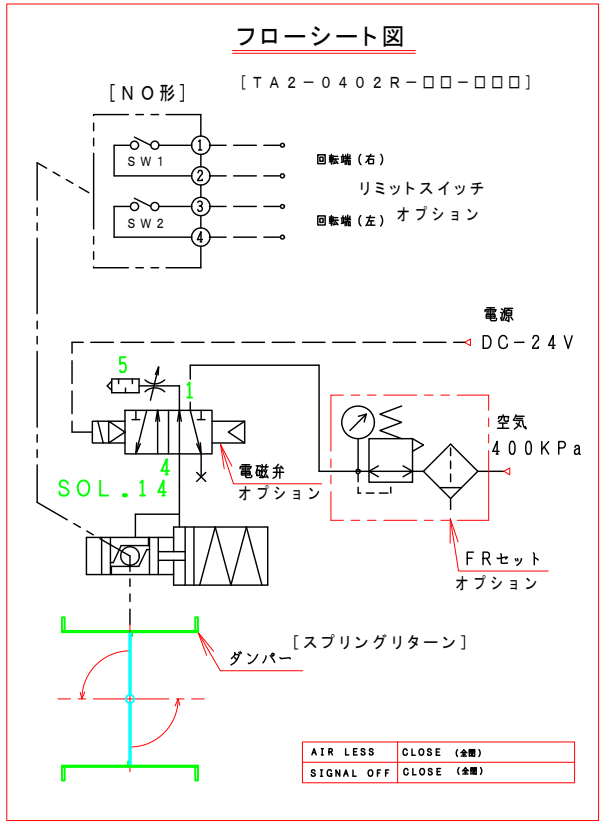 フローシート図
[TA2-0402R-□□-□□□]
[NO形]
SW1
1
2
回転端(右)
リミットスイッチ
オプション
SW2
3
4
回転端(左)
電源
DC-24V
5
1
空気
400KPa
4
SOL.14
電磁弁
オプション
FRセット
オプション
[スプリングリターン]
ダンパー
AIR LESS CLOSE (全閉)
SIGNAL OFF CLOSE (全閉)